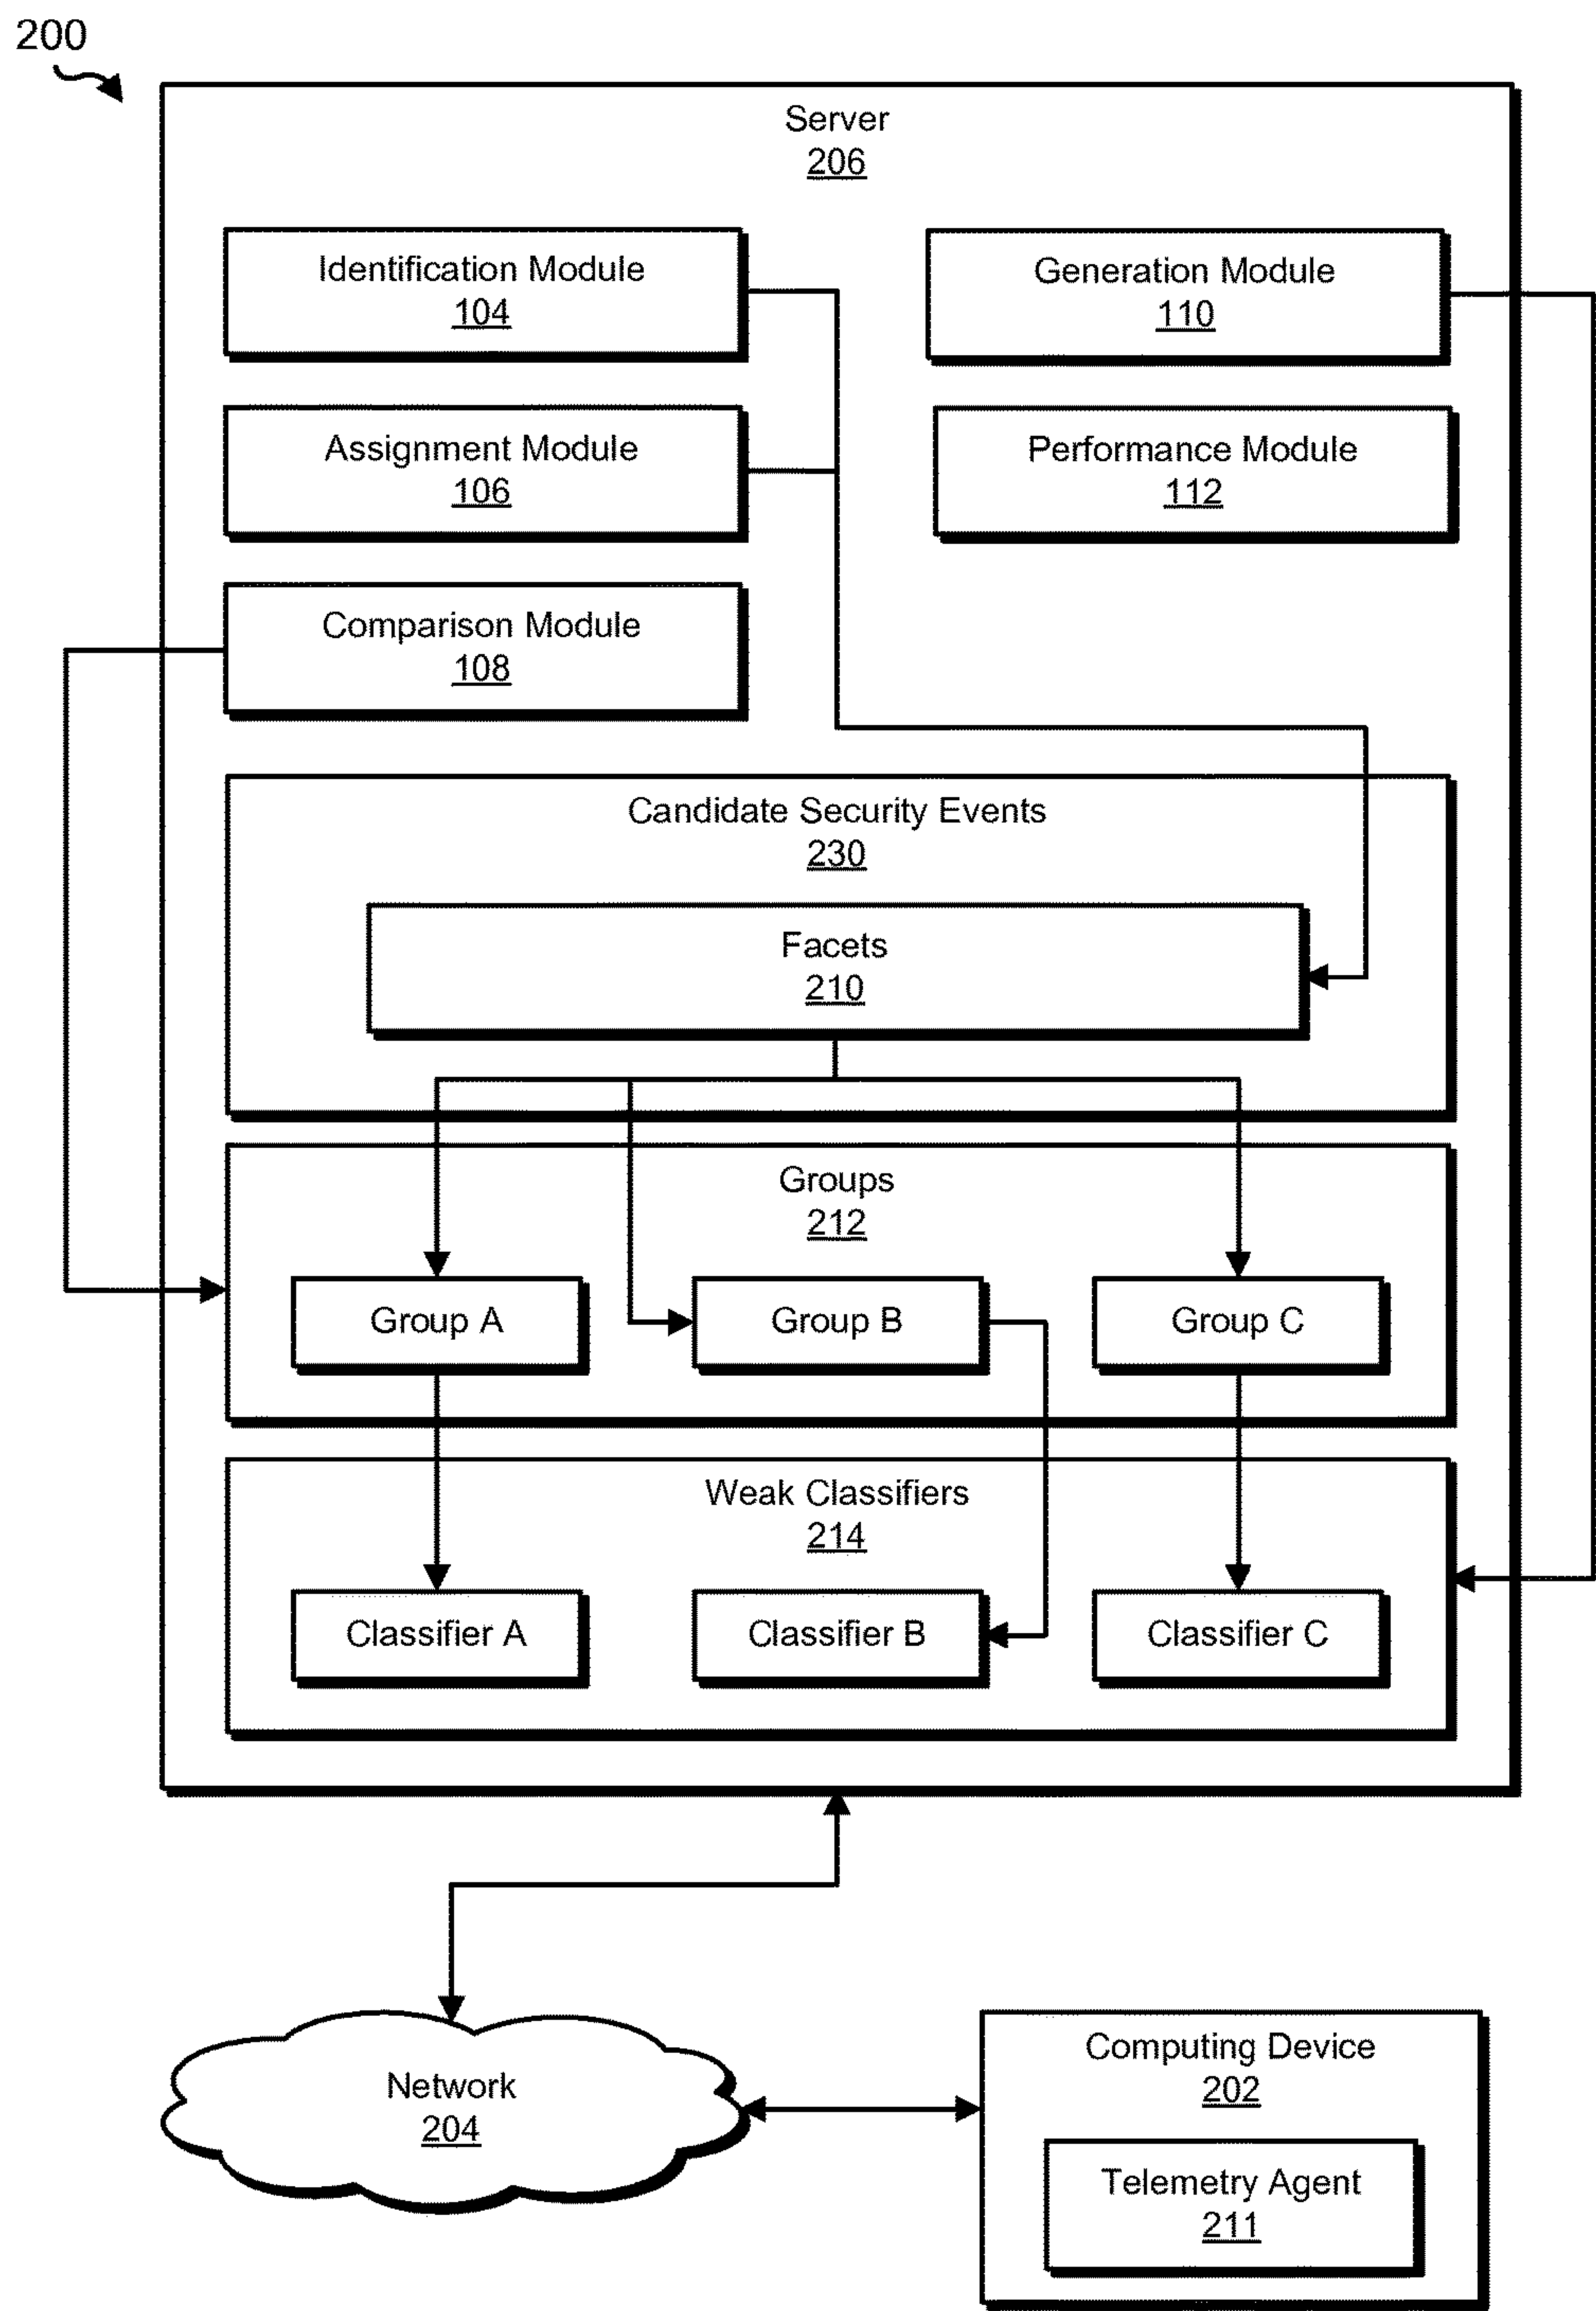 200
Server
206
Identification Module
104
Generation Module
110
Assignment Module
106
Performance Module
112
Comparison Module
108
Candidate Security Events
230
Facets
210
Groups
212
Group A
Group B
Group C
Weak Classifiers
214
Classifier A
Classifier B
Classifier C
Network
204
Computing Device
202
Telemetry Agent
211